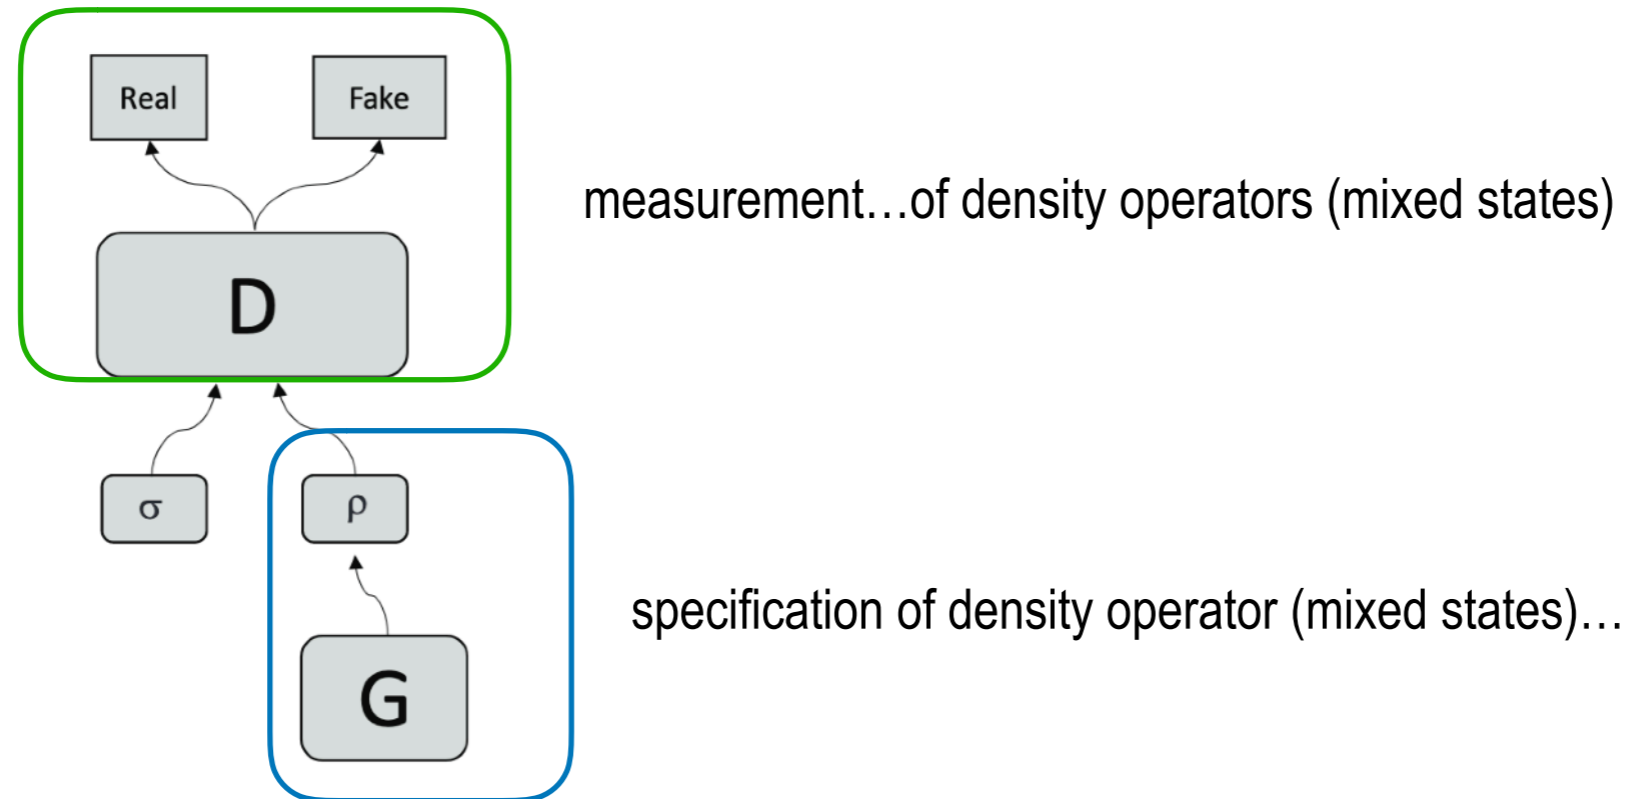 Real
Fake
measurement…of density operators (mixed states)
D
σ
ρ
specification of density operator (mixed states)…
G